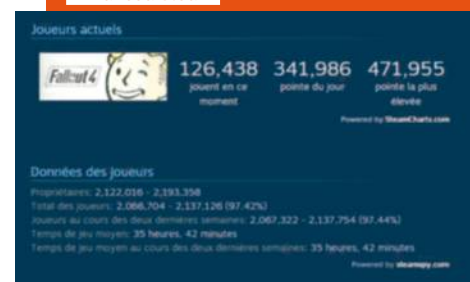 Joueurs actuels
Fallout 4
126,438 341,986 471,955
jouent en ce moment pointe du jour pointe la plus élevée
Powered by SteamCharts.com
Données des joueurs
Propriétaires: 2,122,016 - 2,193,358
Total des joueurs: 2,066,704 - 2,137,126 (97.42%)
Joueurs au cours des deux dernières semaines: 2,067,322 - 2,137,754 (97.44%)
Temps de jeu moyen: 35 heures, 42 minutes
Temps de jeu moyen au cours des deux dernières semaines: 35 heures, 42 minutes
Powered by steamspy.com